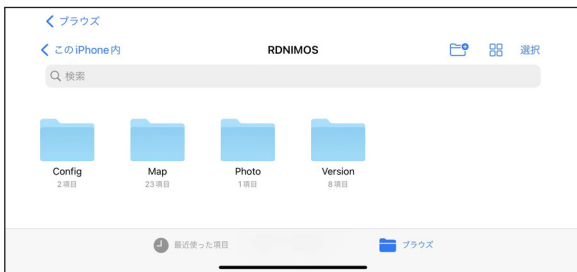 ブラウズ
このiPhone内 RDNIMOS 選択
検索
Config Map Photo Version
2項目 23項目 1項目 8項目
最近使った項目 ブラウズ